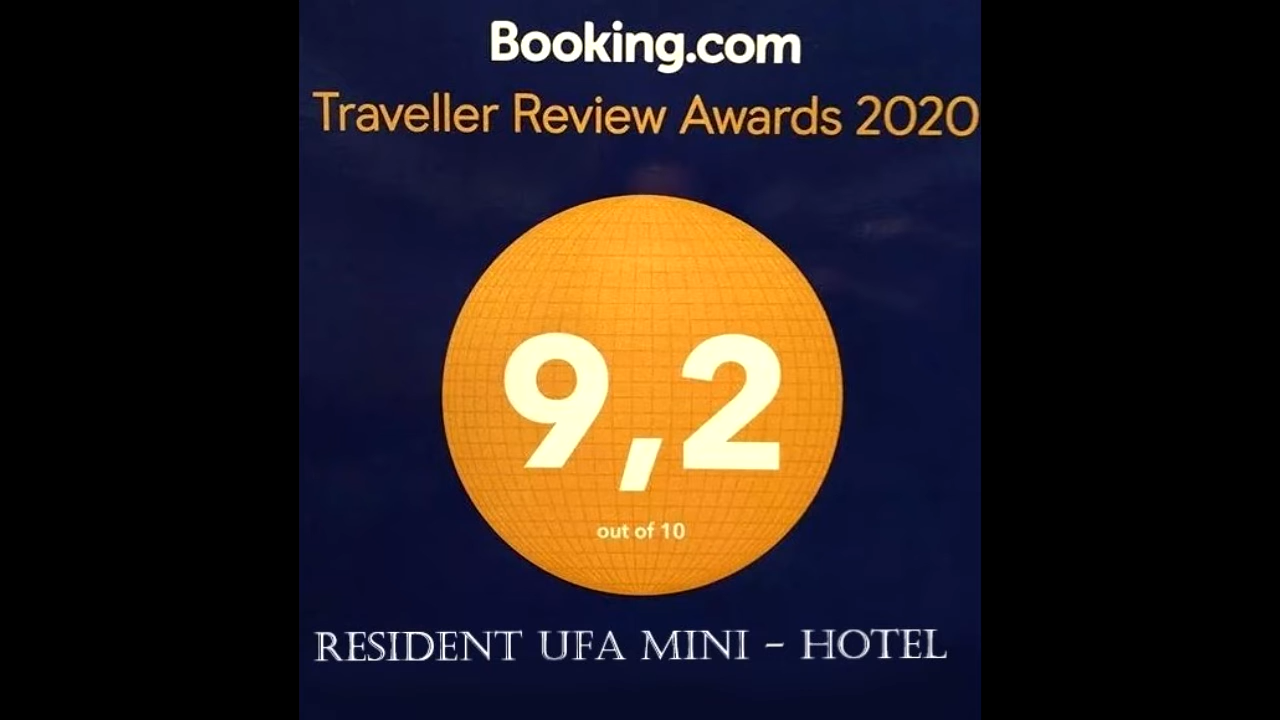 Booking.com
Traveller Review Awards 2020
9,2
out of 10
RESIDENT UFA MINI - HOTEL